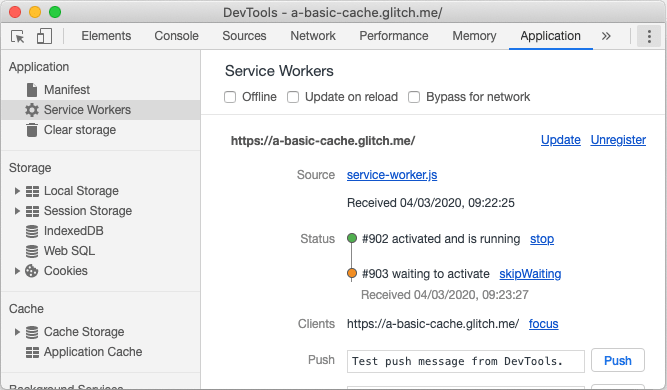 DevTools - a-basic-cache.glitch.me/
Elements Console Sources Network Performance Memory Application »
Application
Manifest
Service Workers
Clear storage
Storage
Local Storage
Session Storage
IndexedDB
Web SQL
Cookies
Cache
Cache Storage
Application Cache
Background Services
Service Workers
Offline Update on reload Bypass for network
https://a-basic-cache.glitch.me/ Update Unregister
Source service-worker.js
Received 04/03/2020, 09:22:25
Status #902 activated and is running stop
#903 waiting to activate skipWaiting
Received 04/03/2020, 09:23:27
Clients https://a-basic-cache.glitch.me/ focus
Push Test push message from DevTools. Push